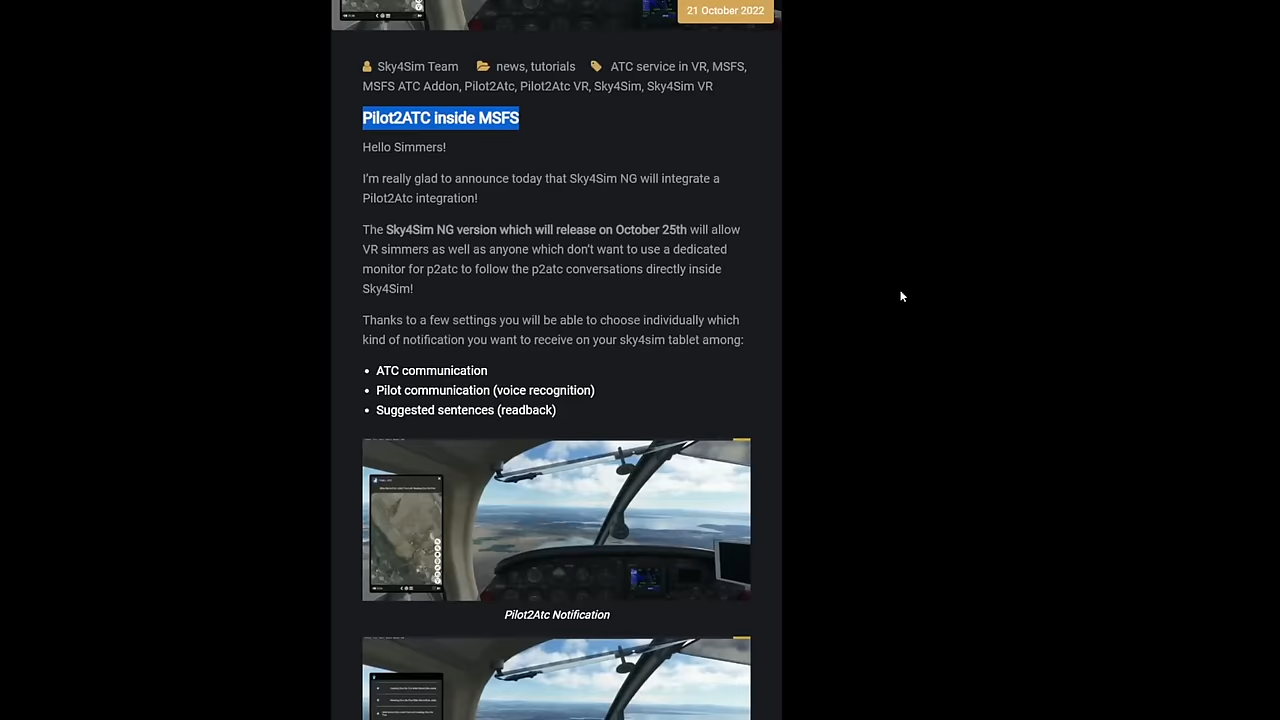 21 October 2022
Sky4Sim Team news, tutorials ATC service in VR, MSFS,
MSFS ATC Addon, Pilot2Atc, Pilot2Atc VR, Sky4Sim, Sky4Sim VR
Pilot2ATC inside MSFS
Hello Simmers!
I'm really glad to announce today that Sky4Sim NG will integrate a
Pilot2Atc integration!
The Sky4Sim NG version which will release on October 25th will allow
VR simmers as well as anyone which don't want to use a dedicated
monitor for p2atc to follow the p2atc conversations directly inside
Sky4Sim!
Thanks to a few settings you will be able to choose individually which
kind of notification you want to receive on your sky4sim tablet among:
• ATC communication
• Pilot communication (voice recognition)
• Suggested sentences (readback)
Pilot2Atc Notification